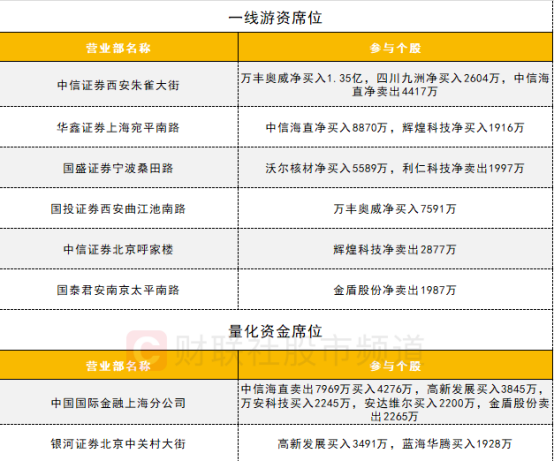 一线游资席位
营业部名称 参与个股
中信证券西安朱雀大街 万丰奥威净买入1.35亿，四川九洲净买入2604万，中信海
直净卖出4417万
华鑫证券上海宛平南路 中信海直净买入8870万，辉煌科技净买入1916万
国盛证券宁波桑田路 沃尔核材净买入5589万，利仁科技净卖出1997万
国投证券西安曲江池南路 万丰奥威净买入7591万
中信证券北京呼家楼 辉煌科技净卖出2877万
国泰君安南京太平南路 金盾股份净卖出1987万
量化资金席位
财联社股市频道
营业部名称 参与个股
中国国际金融上海分公司 中信海直卖出7969万买入4276万，高新发展买入3845万，
万安科技买入2245万，安达维尔买入2200万，金盾股份卖
出2265万
银河证券北京中关村大街 高新发展买入3491万，蓝海华腾买入1928万